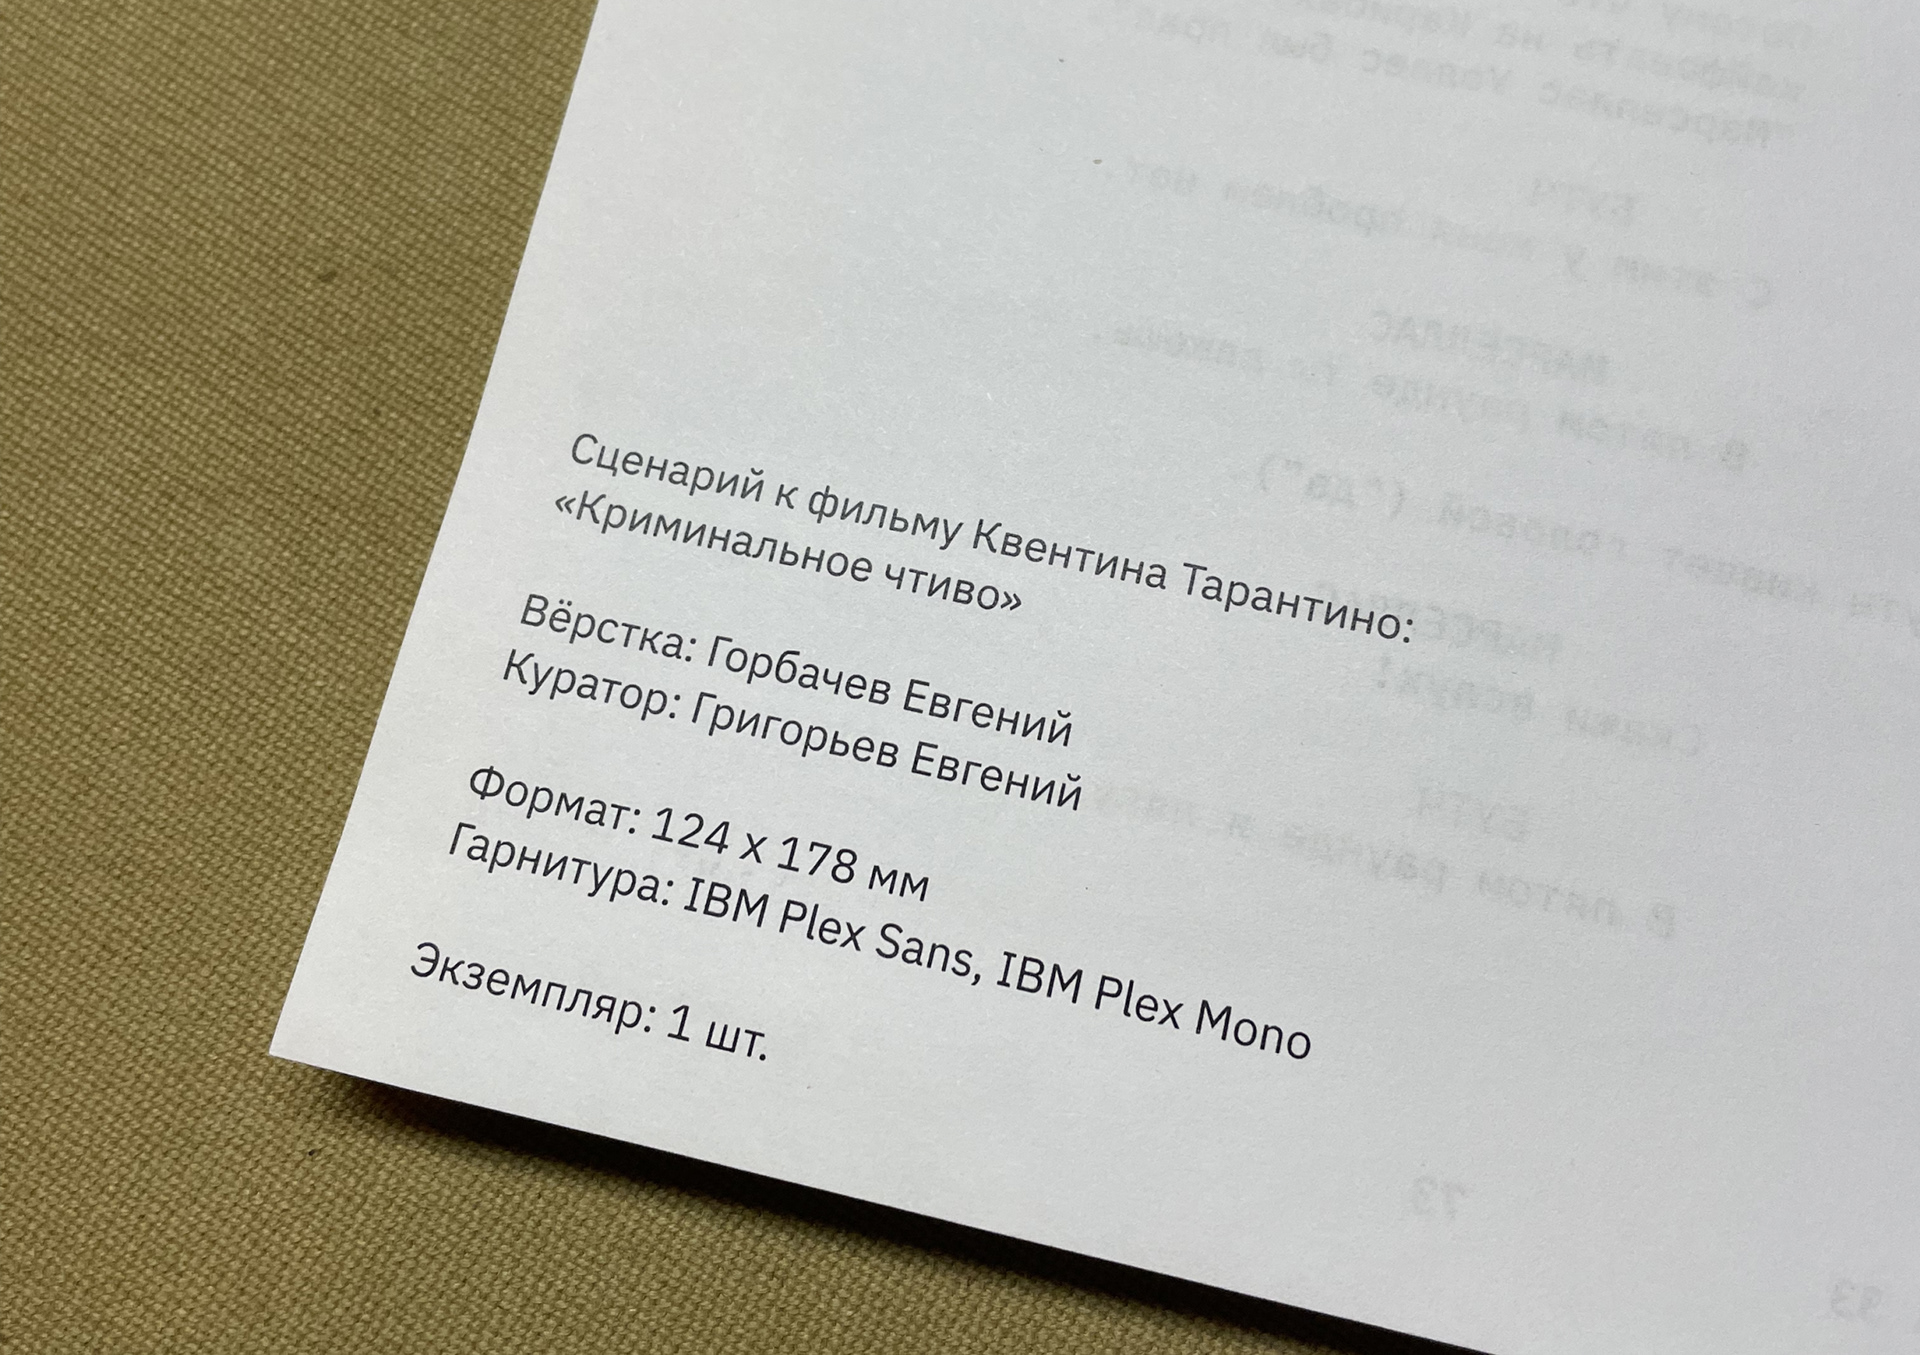 Сценарий к фильму Квентина Тарантино:
«Криминальное чтиво»
Вёрстка: Горбачев Евгений
Куратор: Григорьев Евгений
Формат: 124 x 178 мм
Гарнитура: IBM Plex Sans, IBM Plex Mono
Экземпляр: 1 шт.